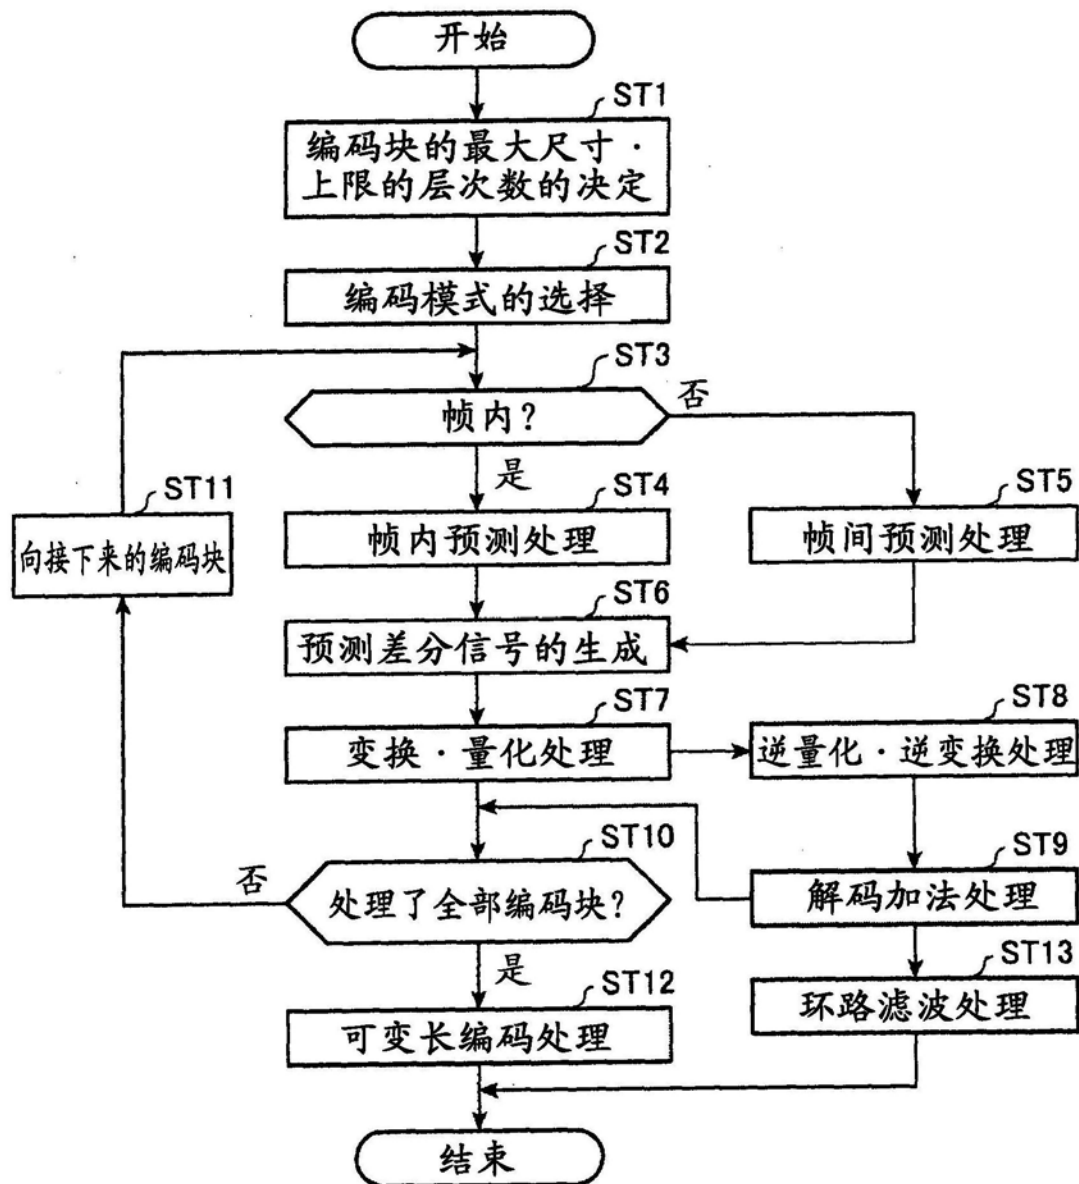 开始
ST1
编码块的最大尺寸·
上限的层次数的决定
ST2
编码模式的选择
ST3
帧内？
否
是
ST4
帧内预测处理
ST5
帧间预测处理
ST11
向接下来的编码块
ST6
预测差分信号的生成
ST7
变换·量化处理
ST8
逆量化·逆变换处理
ST10
处理了全部编码块？
否
是
ST9
解码加法处理
ST12
可变长编码处理
ST13
环路滤波处理
结束